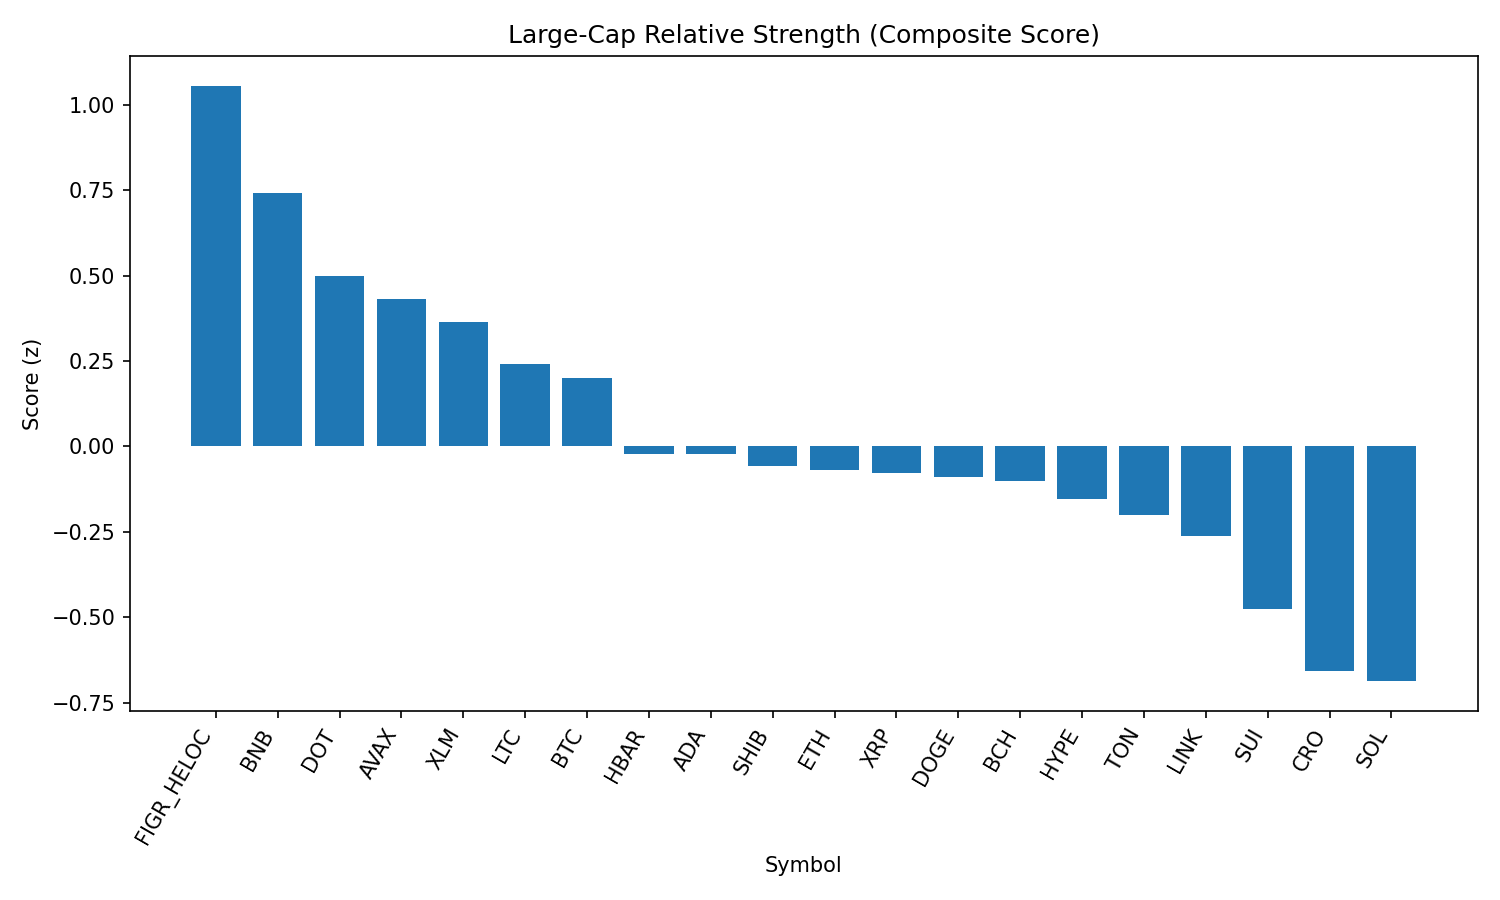 Large-Cap Relative Strength (Composite Score)
Score (z)
1.00
0.75
0.50
0.25
0.00
−0.25
−0.50
−0.75
FIGR_HELOC
BNB
DOT
AVAX
XLM
LTC
BTC
HBAR
ADA
SHIB
ETH
XRP
DOGE
BCH
HYPE
TON
LINK
SUI
CRO
SOL
Symbol